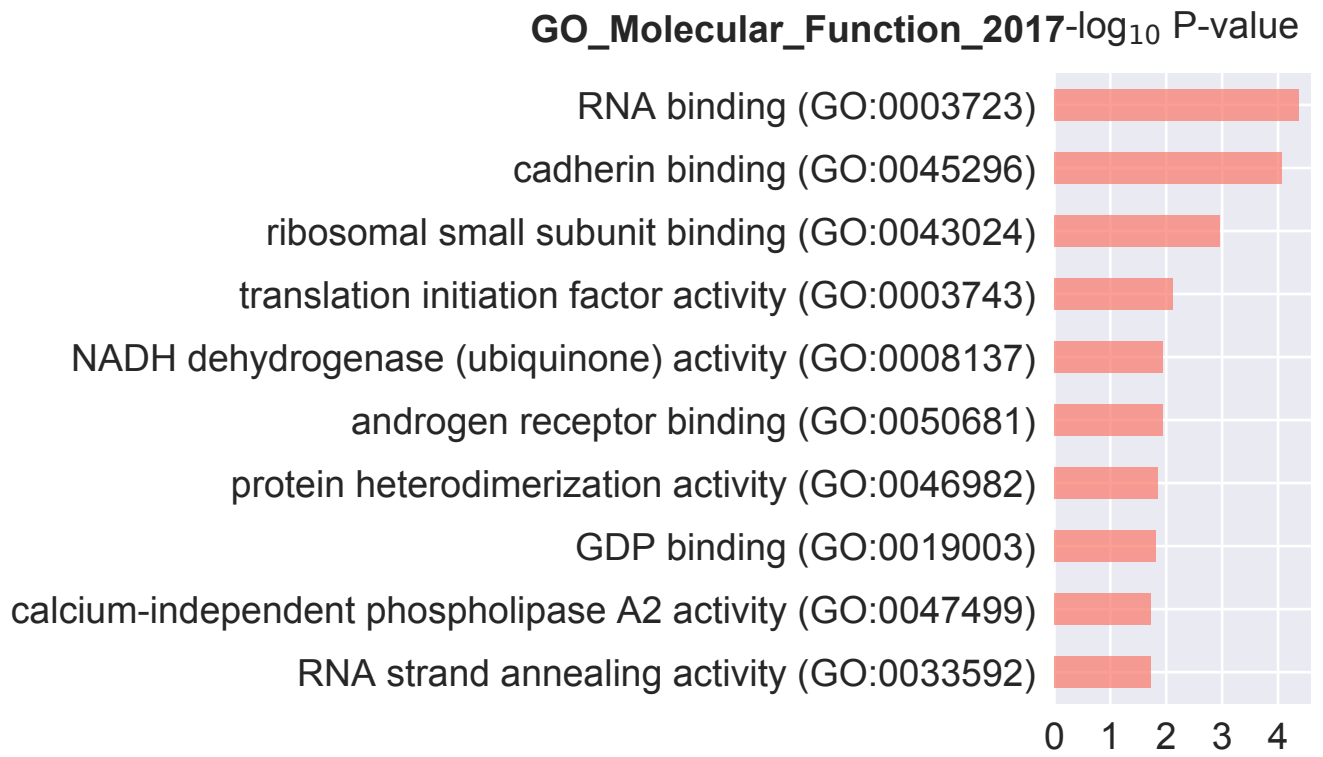 GO_Molecular_Function_2017 -log10 P-value
RNA binding (GO:0003723)
cadherin binding (GO:0045296)
ribosomal small subunit binding (GO:0043024)
translation initiation factor activity (GO:0003743)
NADH dehydrogenase (ubiquinone) activity (GO:0008137)
androgen receptor binding (GO:0050681)
protein heterodimerization activity (GO:0046982)
GDP binding (GO:0019003)
calcium-independent phospholipase A2 activity (GO:0047499)
RNA strand annealing activity (GO:0033592)
0 1 2 3 4